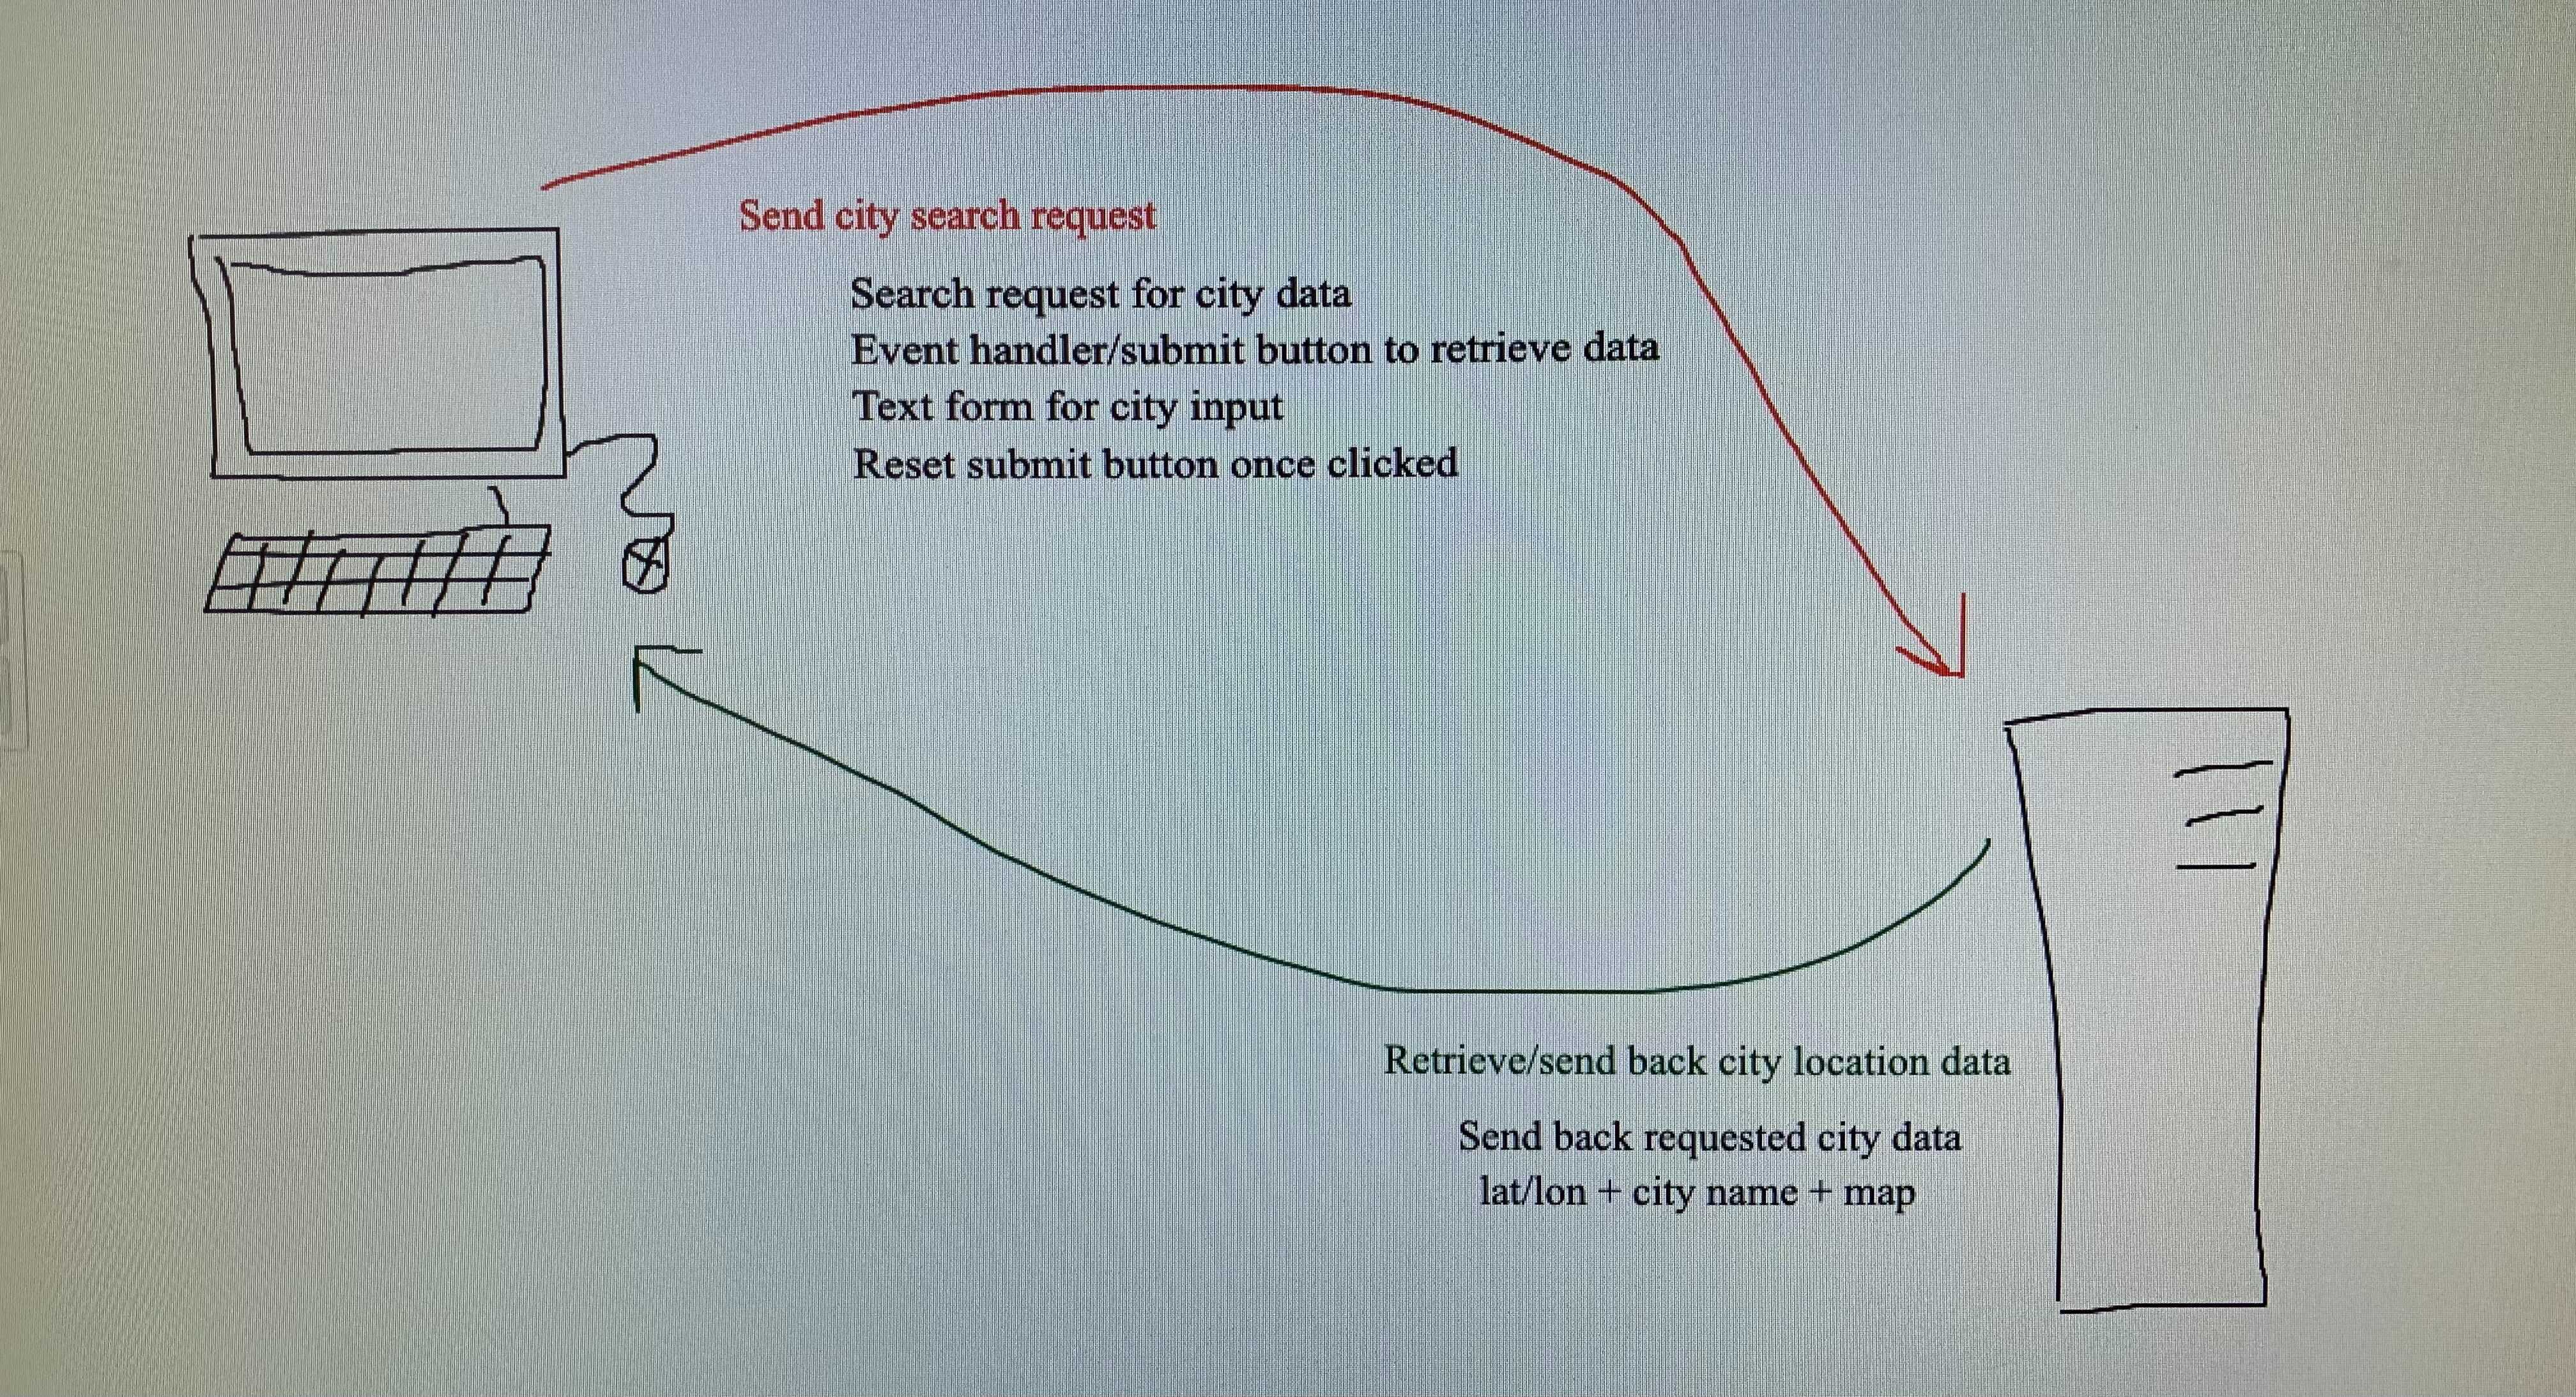 Send city search request
Search request for city data
Event handler/submit button to retrieve data
Text form for city input
Reset submit button once clicked
Retrieve/send back city location data
Send back requested city data
lat/lon + city name + map